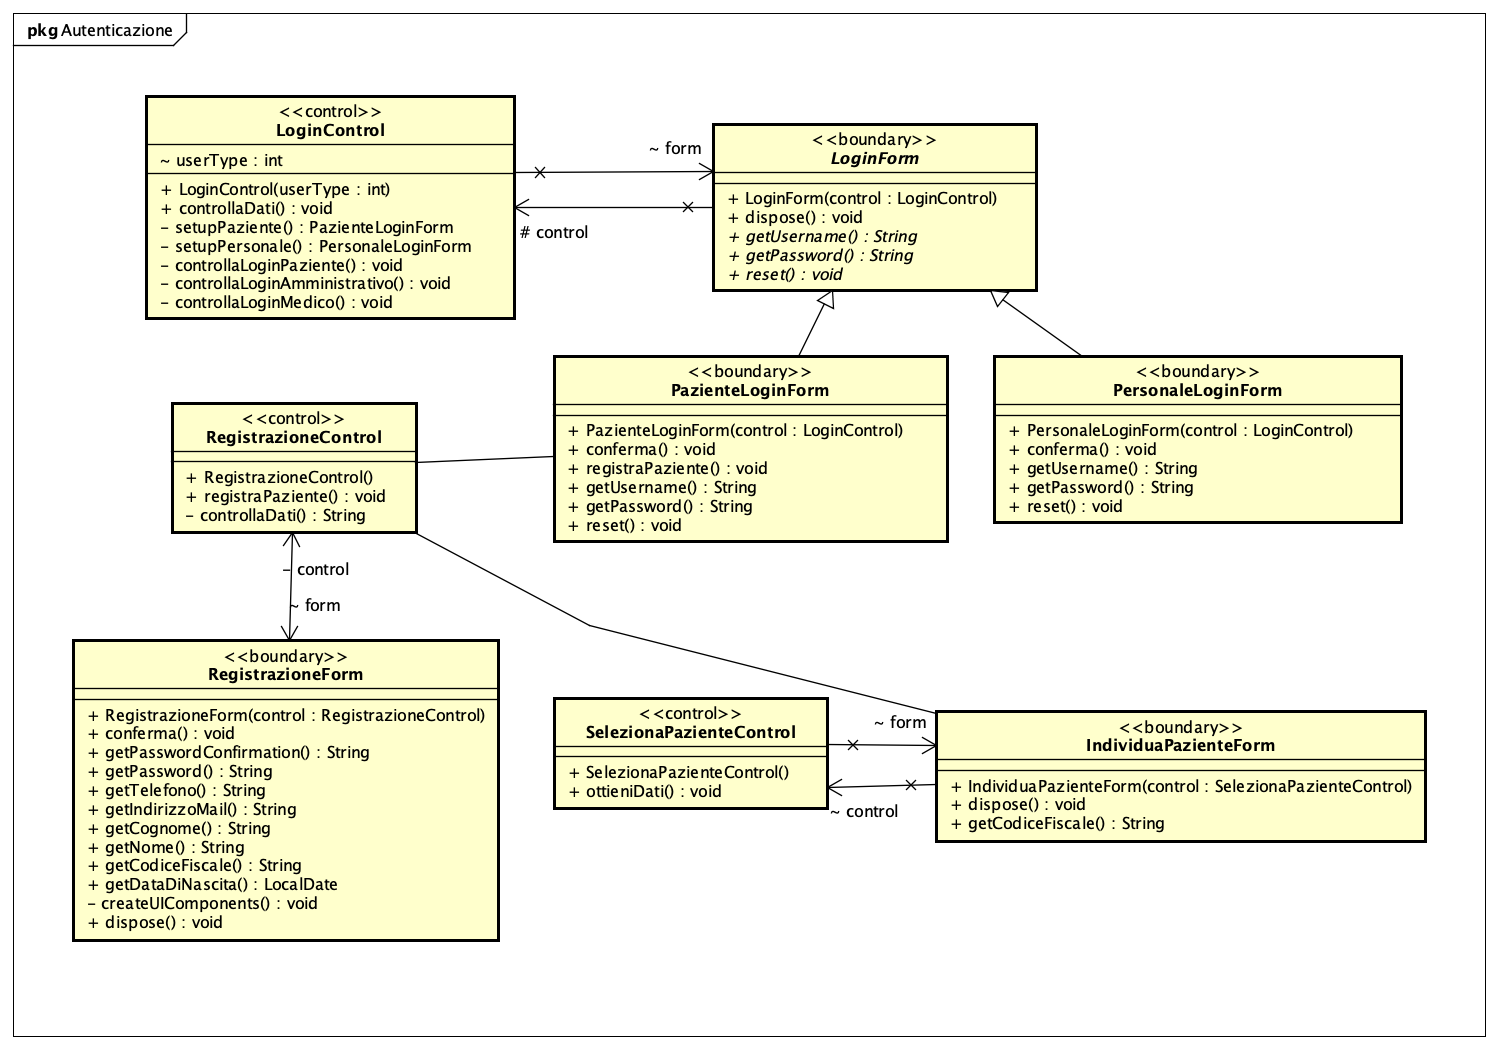 pkg Autenticazione
<<control>>
LoginControl
~ userType : int
+ LoginControl(userType : int)
+ controllaDati() : void
− setupPaziente() : PazienteLoginForm
− setupPersonale() : PersonaleLoginForm
− controllaLoginPaziente() : void
− controllaLoginAmministrativo() : void
− controllaLoginMedico() : void
~ form
# control
<<boundary>>
LoginForm
+ LoginForm(control : LoginControl)
+ dispose() : void
+ getUsername() : String
+ getPassword() : String
+ reset() : void
<<boundary>>
PazienteLoginForm
+ PazienteLoginForm(control : LoginControl)
+ conferma() : void
+ registraPaziente() : void
+ getUsername() : String
+ getPassword() : String
+ reset() : void
<<boundary>>
PersonaleLoginForm
+ PersonaleLoginForm(control : LoginControl)
+ conferma() : void
+ getUsername() : String
+ getPassword() : String
+ reset() : void
<<control>>
RegistrazioneControl
+ RegistrazioneControl()
+ registraPaziente() : void
− controllaDati() : String
− control
~ form
<<boundary>>
RegistrazioneForm
+ RegistrazioneForm(control : RegistrazioneControl)
+ conferma() : void
+ getPasswordConfirmation() : String
+ getPassword() : String
+ getTelefono() : String
+ getIndirizzoMail() : String
+ getCognome() : String
+ getNome() : String
+ getCodiceFiscale() : String
+ getDataDiNascita() : LocalDate
− createUIComponents() : void
+ dispose() : void
<<control>>
SelezionaPazienteControl
+ SelezionaPazienteControl()
+ ottieniDati() : void
~ form
~ control
<<boundary>>
IndividuaPazienteForm
+ IndividuaPazienteForm(control : SelezionaPazienteControl)
+ dispose() : void
+ getCodiceFiscale() : String